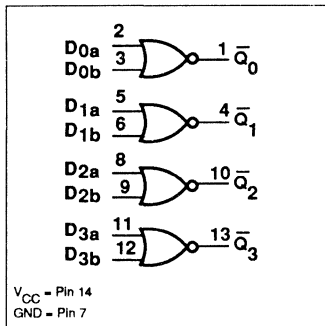 D0a 2
D0b 3
1 Q̅0
D1a 5
D1b 6
4 Q̅1
D2a 8
D2b 9
10 Q̅2
D3a 11
D3b 12
13 Q̅3
VCC = Pin 14
GND = Pin 7